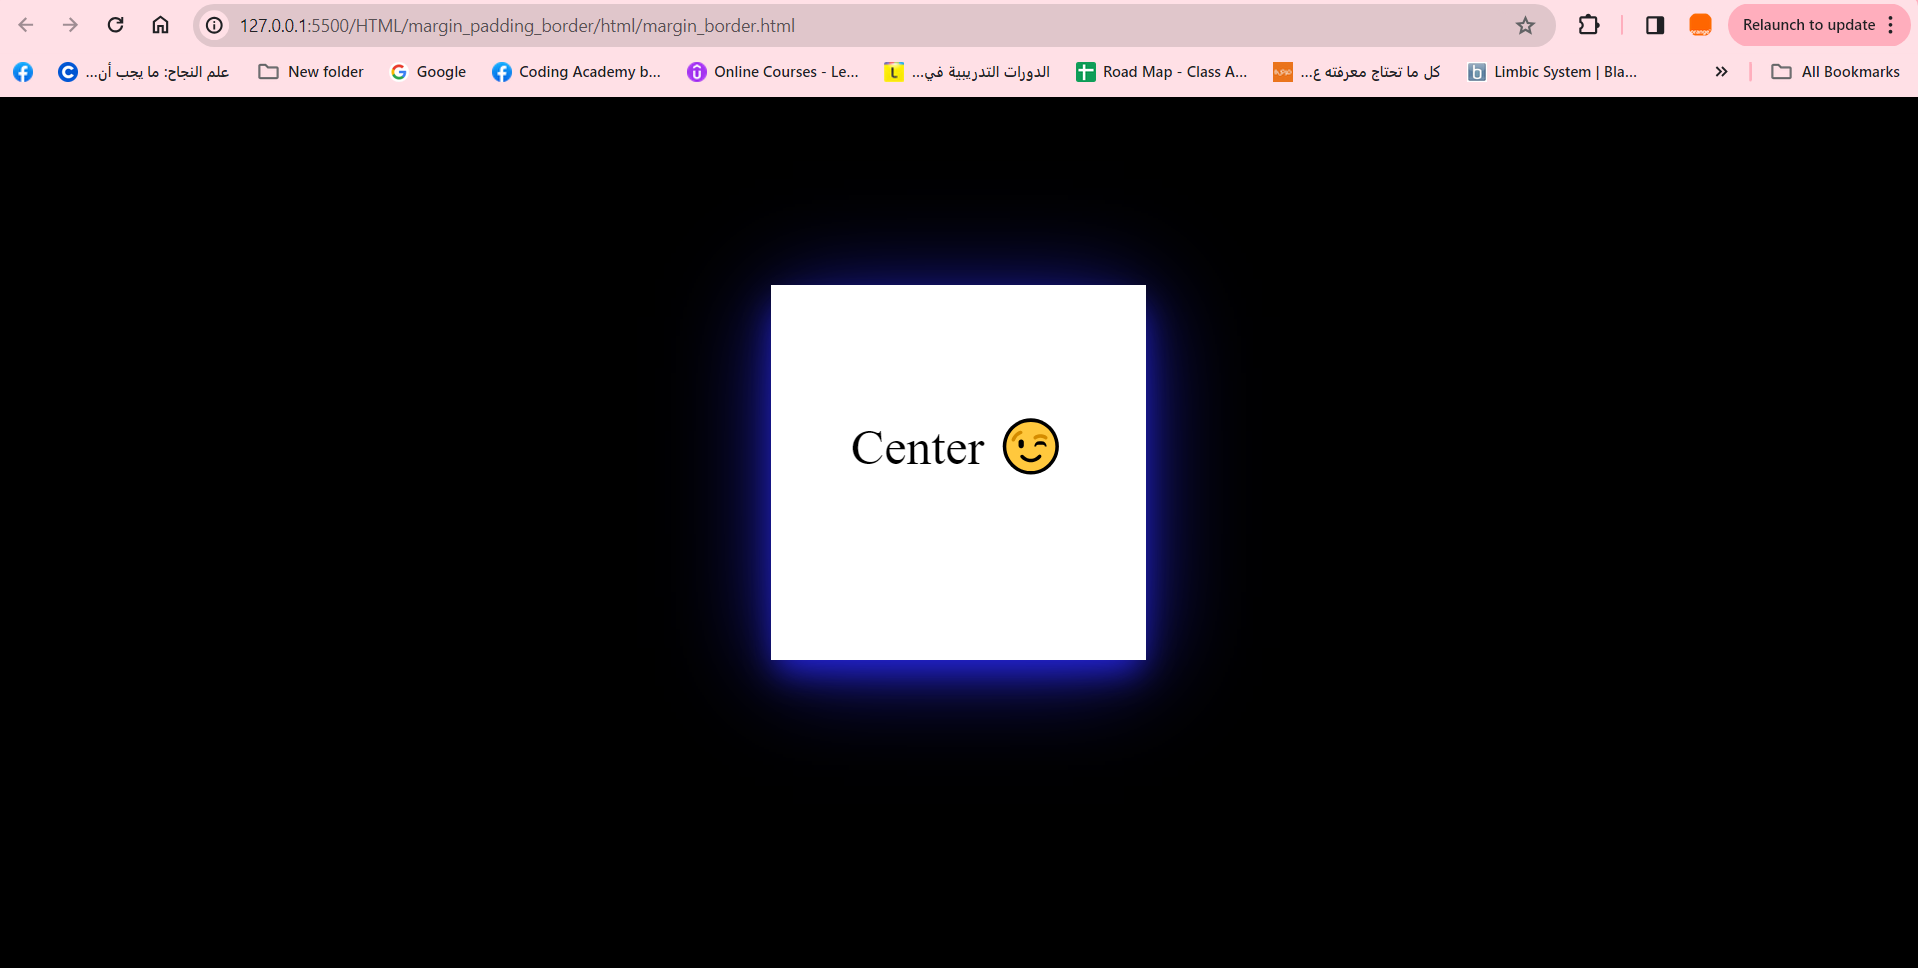 127.0.0.1:5500/HTML/margin_padding_border/html/margin_border.html
Relaunch to update
علم النجاح: ما يجب أن...
New folder
Google
Coding Academy b...
Online Courses - Le...
الدورات التدريبية في...
Road Map - Class A...
كل ما تحتاج معرفته ع...
Limbic System | Bla...
All Bookmarks
Center 😉